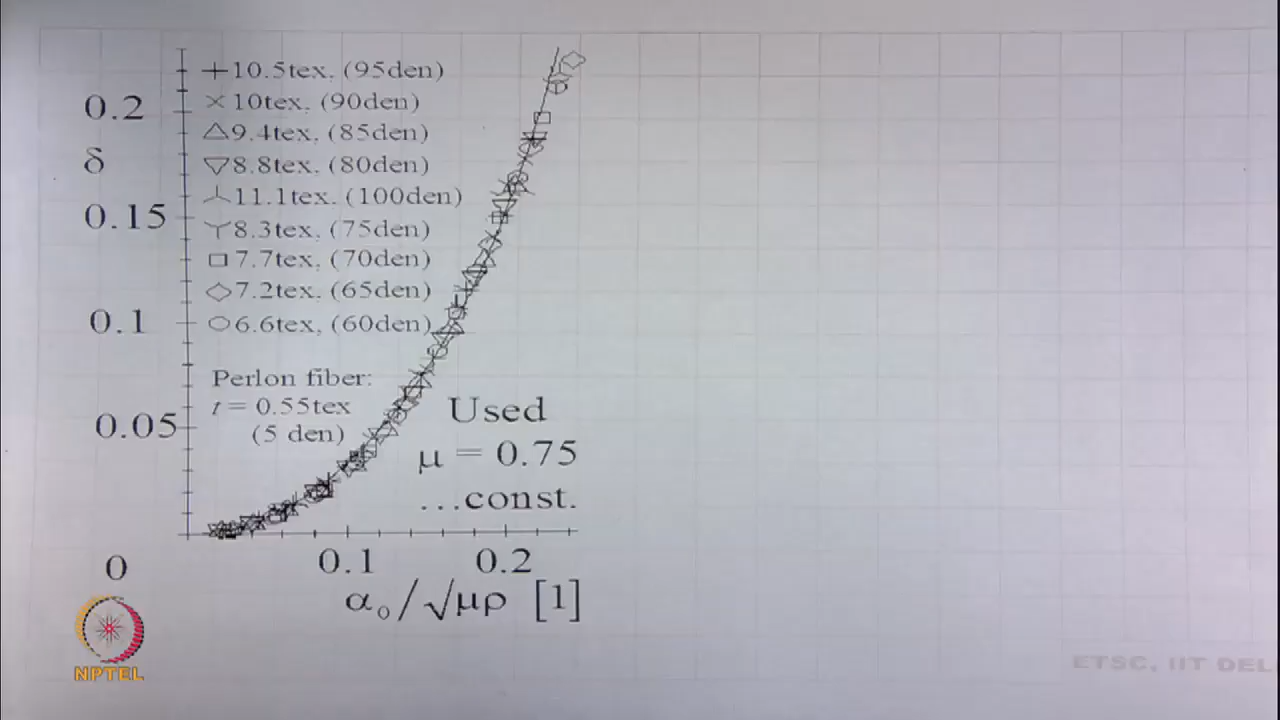 + 10.5tex, (95den)
× 10tex, (90den)
△ 9.4tex, (85den)
▽ 8.8tex, (80den)
⅄ 11.1tex, (100den)
Y 8.3tex, (75den)
□ 7.7tex, (70den)
◇ 7.2tex, (65den)
○ 6.6tex, (60den)
0.2
δ
0.15
0.1
0.05
0
Perlon fiber:
t = 0.55tex
(5 den)
Used
μ = 0.75
...const.
0.1 0.2
α₀/√μρ [1]
NPTEL
ETSC, IIT DEL